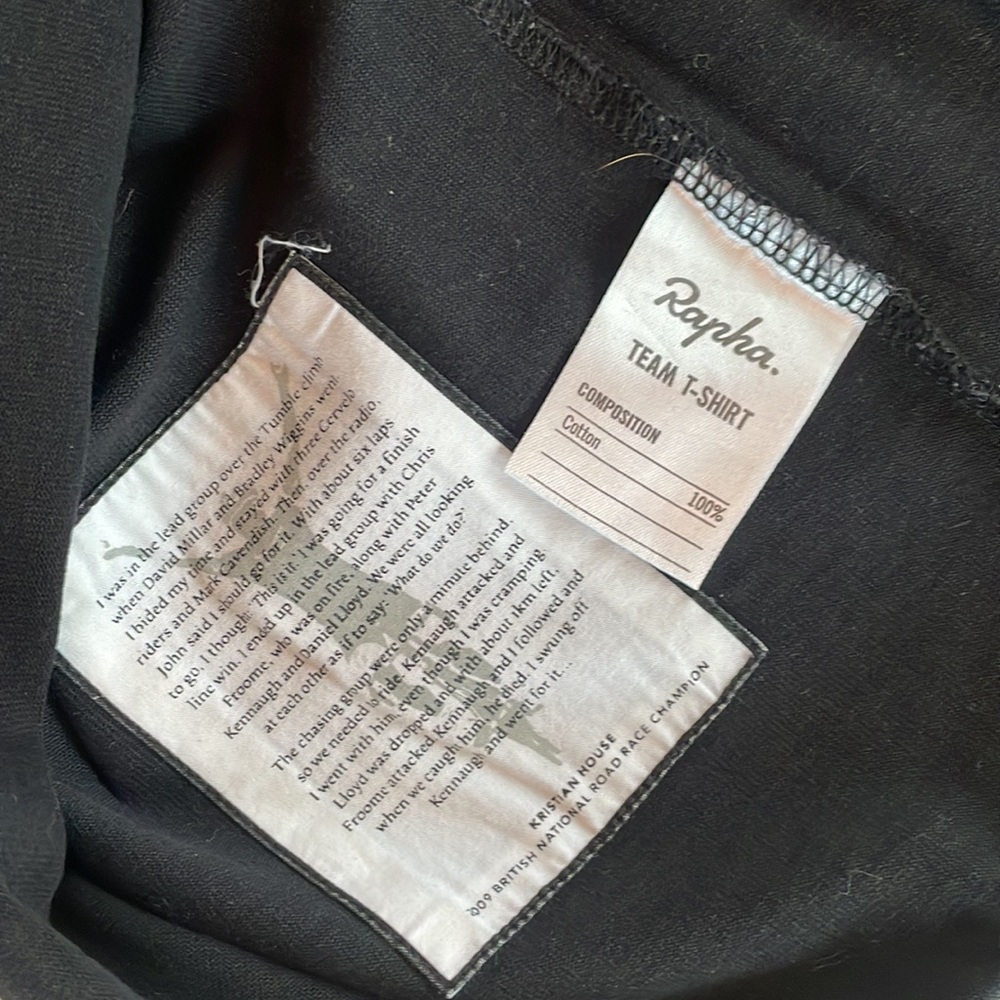 Rapha.
TEAM T-SHIRT
COMPOSITION
Cotton
100%
I was in the lead group over the Tumble climb
when David Millar and Bradley Wiggins went.
I bided my time and stayed with three Cervelo
riders and Mark Cavendish. Then, over the radio,
John said I should go for it. With about six laps
to go, I thought: 'This is it.' I was going for a finish
line win. I ended up in the lead group with Chris
Froome, who was on fire, along with Peter
Kennaugh and Daniel Lloyd. We were all looking
at each other as if to say: 'What do we do?'
The chasing group were only a minute behind,
so we needed to ride. Kennaugh attacked and
I went with him, even though I was cramping.
Lloyd was dropped and with about 1km left,
Froome attacked Kennaugh and I followed and
when we caught him, he died. I swung off
Kennaugh and went for it...
KRISTIAN HOUSE
009 BRITISH NATIONAL ROAD RACE CHAMPION